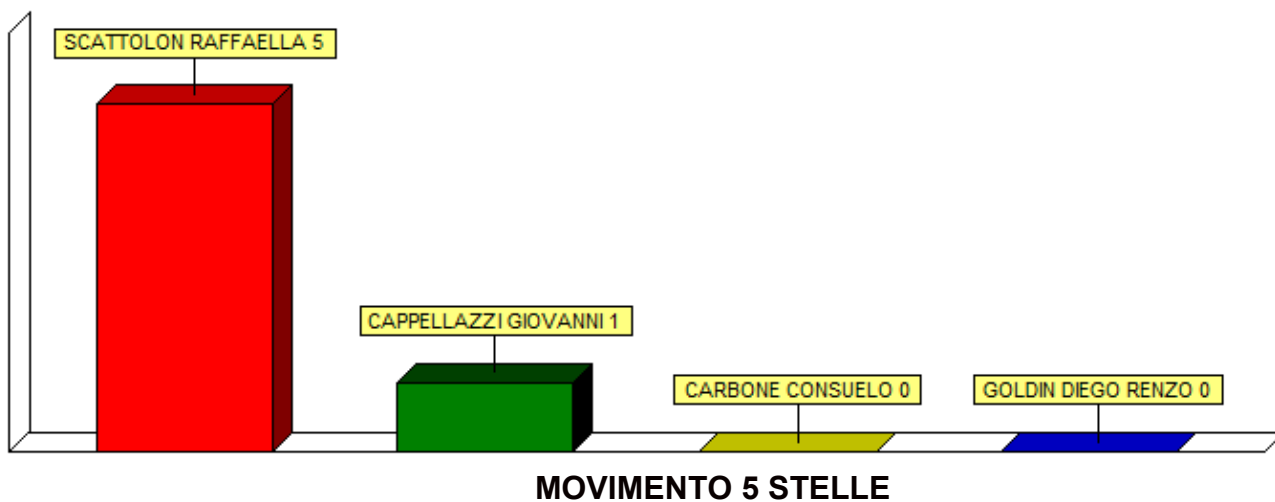 SCATTOLON RAFFAELLA 5
CAPPELLAZZI GIOVANNI 1
CARBONE CONSUELO 0
GOLDIN DIEGO RENZO 0
MOVIMENTO 5 STELLE